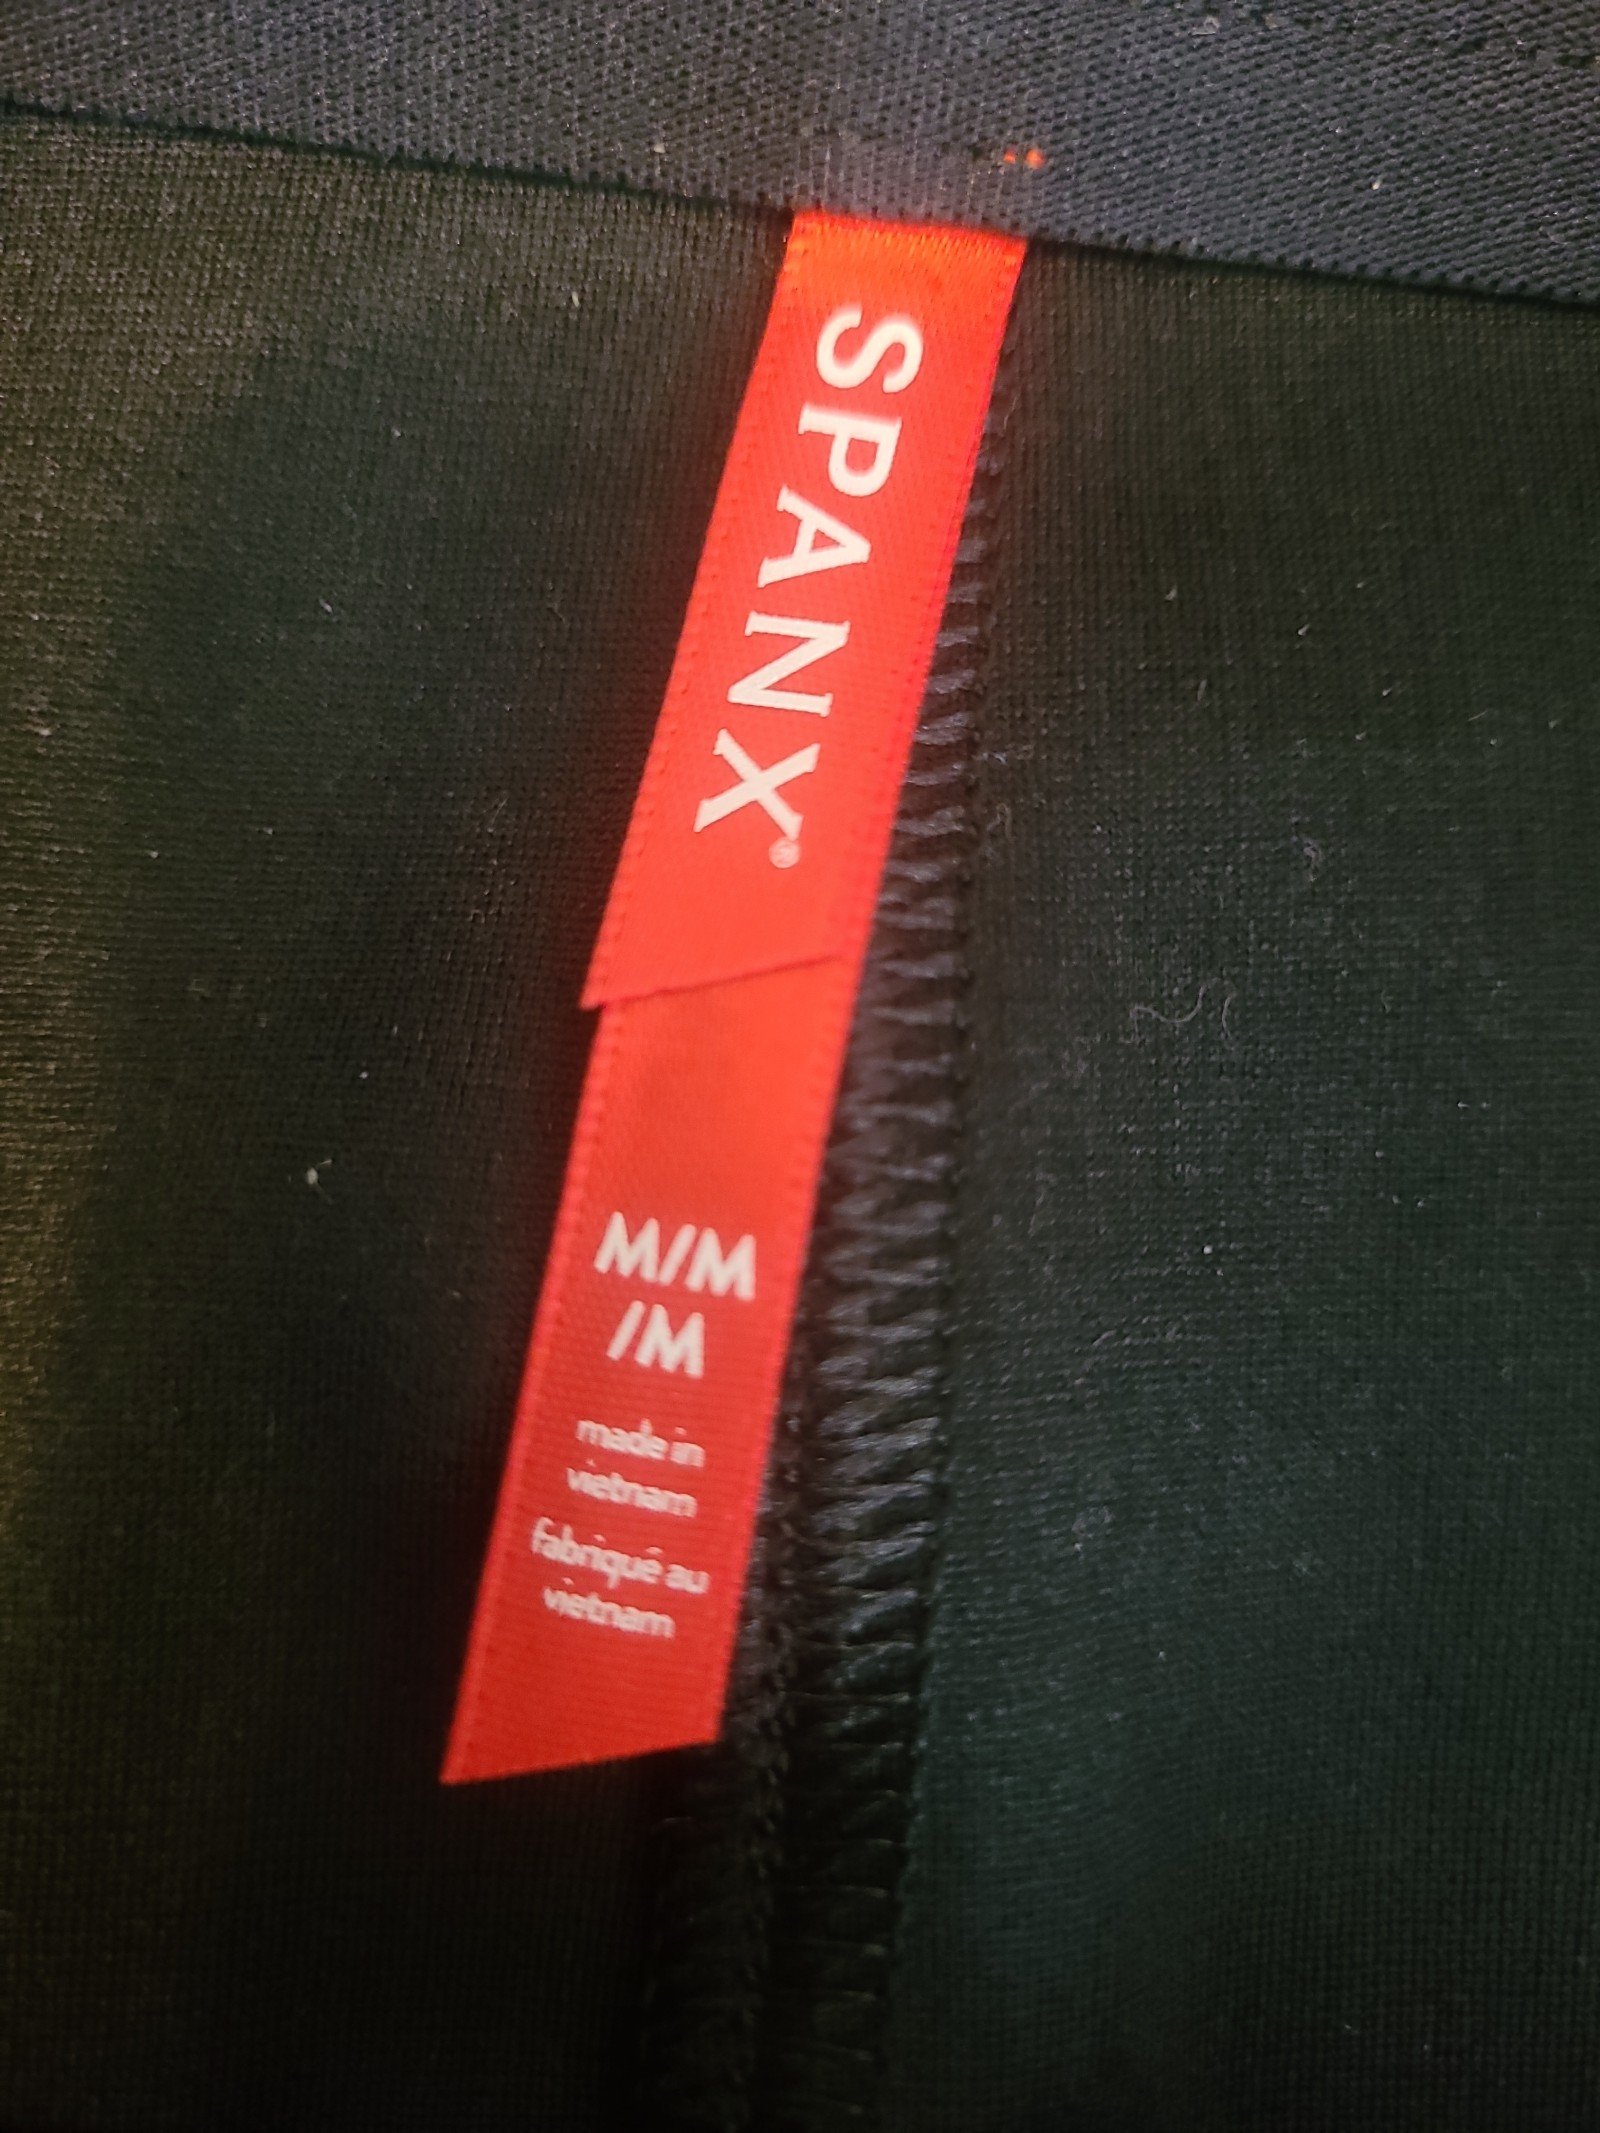 SPANX®
M/M
/M
made in
vietnam
fabriqué au
vietnam